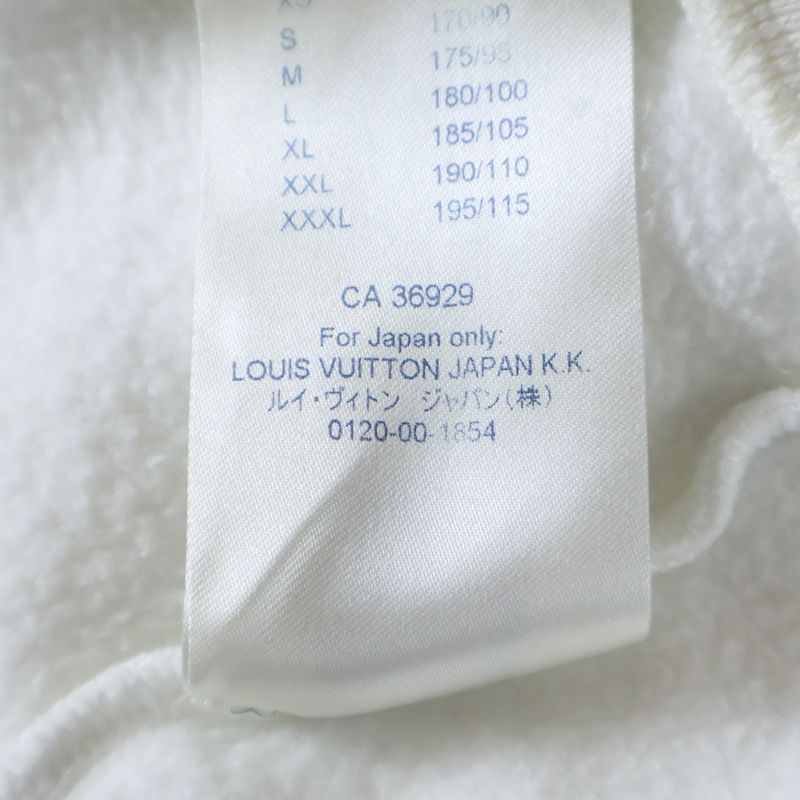 XS
S 170/90
M 175/95
L 180/100
XL 185/105
XXL 190/110
XXXL 195/115
CA 36929
For Japan only:
LOUIS VUITTON JAPAN K.K.
ルイ・ヴィトン ジャパン(株)
0120-00-1854